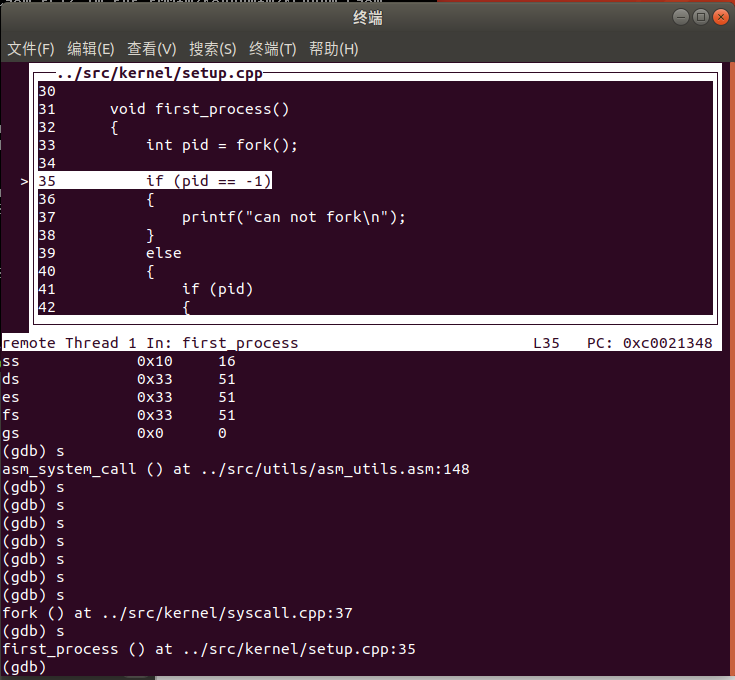 终端
文件(F) 编辑(E) 查看(V) 搜索(S) 终端(T) 帮助(H)
../src/kernel/setup.cpp
30
31      void first_process()
32      {
33          int pid = fork();
34
>35          if (pid == -1)
36          {
37              printf("can not fork\n");
38          }
39          else
40          {
41              if (pid)
42              {
remote Thread 1 In: first_process                          L35   PC: 0xc0021348
ss             0x10     16
ds             0x33     51
es             0x33     51
fs             0x33     51
gs             0x0      0
(gdb) s
asm_system_call () at ../src/utils/asm_utils.asm:148
(gdb) s
(gdb) s
(gdb) s
(gdb) s
(gdb) s
(gdb) s
(gdb) s
fork () at ../src/kernel/syscall.cpp:37
(gdb) s
first_process () at ../src/kernel/setup.cpp:35
(gdb)